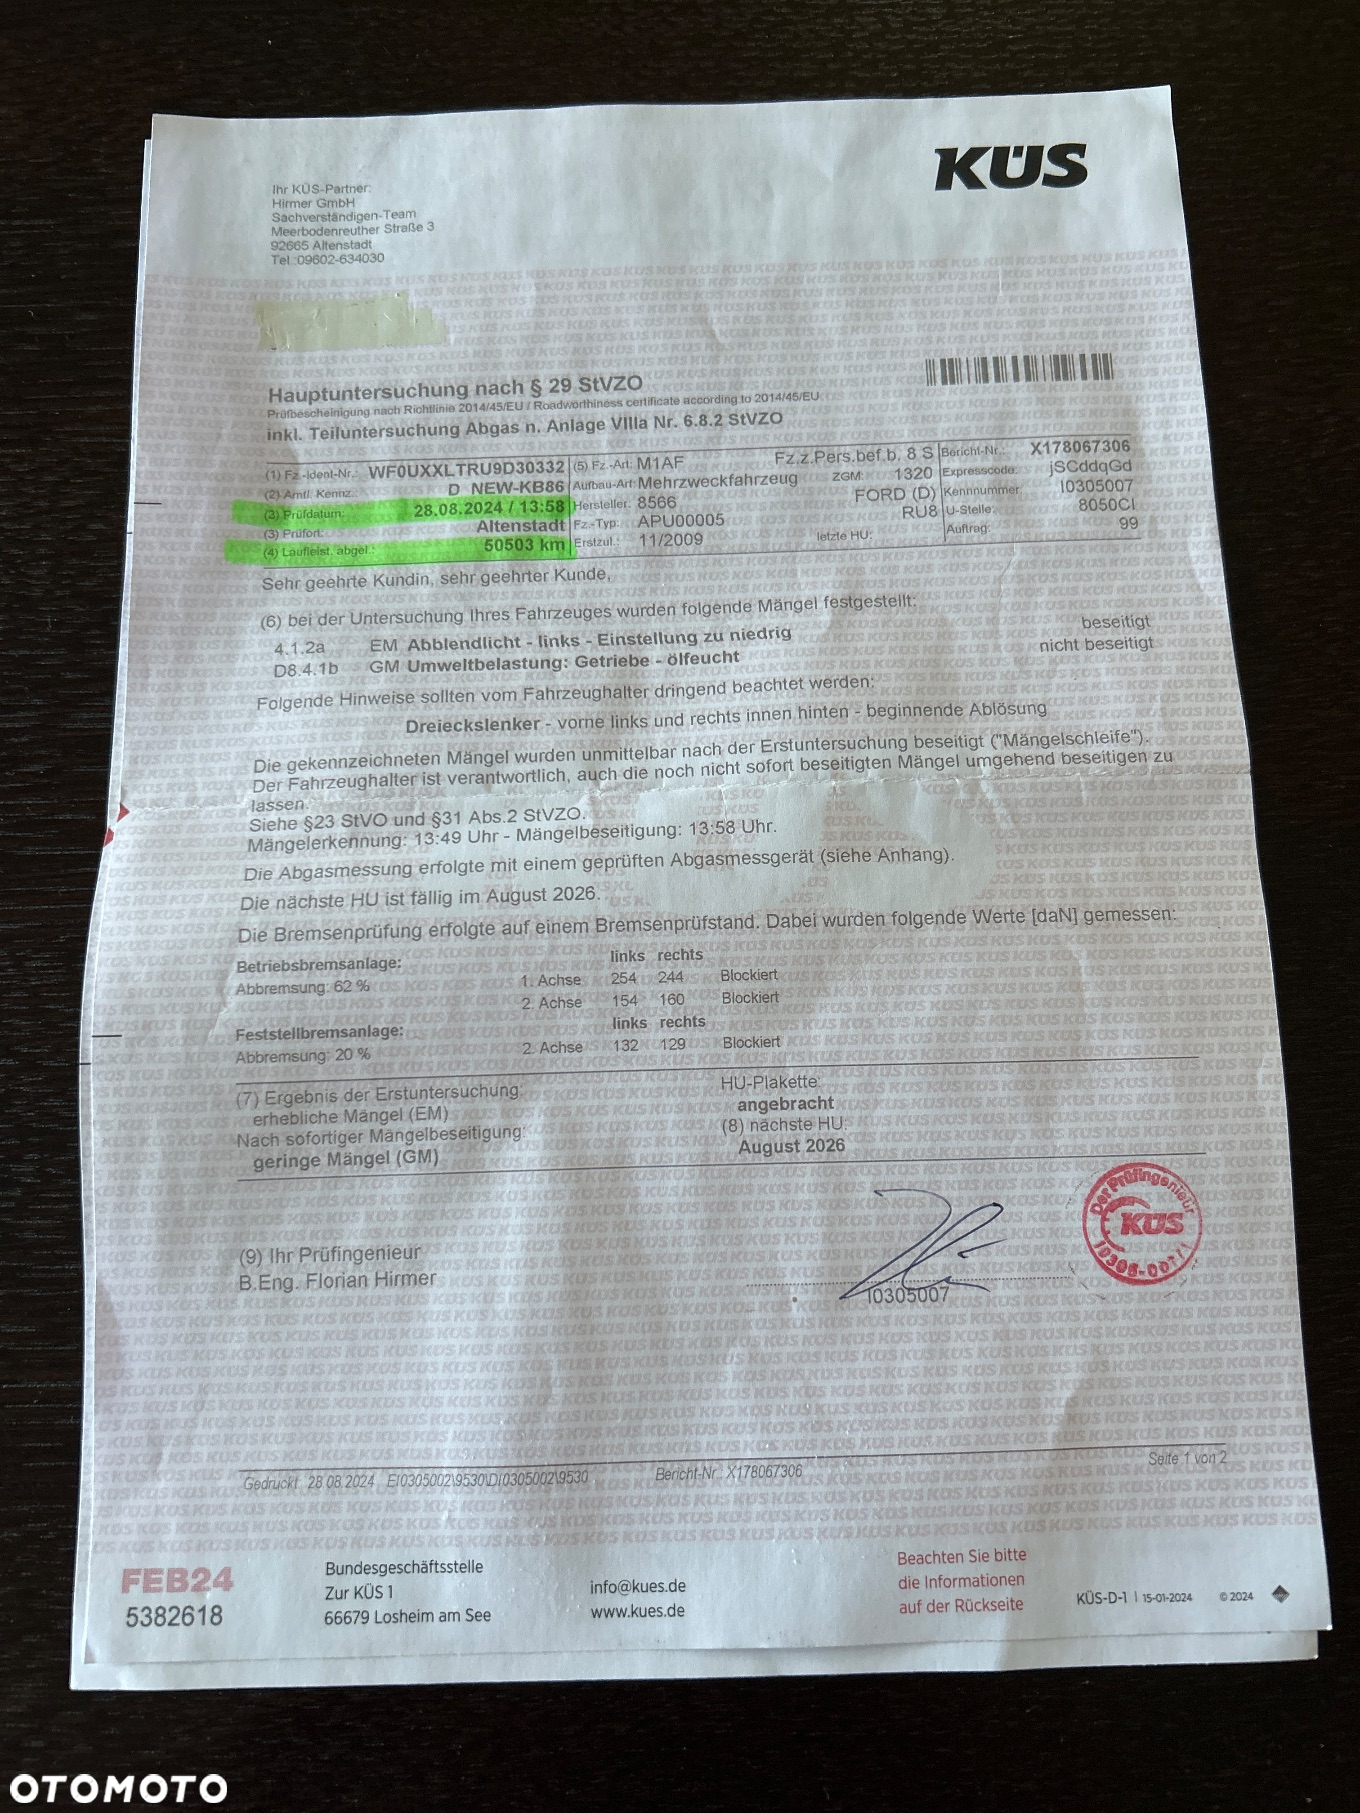 KÜS
Ihr KÜS-Partner:
Hirmer GmbH
Sachverständigen-Team
Meerbodenreuther Straße 3
92665 Altenstadt
Tel.:09602-634030
Hauptuntersuchung nach § 29 StVZO
Prüfbescheinigung nach Richtlinie 2014/45/EU / Roadworthiness certificate according to 2014/45/EU
inkl. Teiluntersuchung Abgas n. Anlage VIIIa Nr. 6.8.2 StVZO
(1) Fz.-Ident-Nr.: WF0UXXLTRU9D30332 (5) Fz.-Art: M1AF Fz.z.Pers.bef.b. 8 S Bericht-Nr.: X178067306
(2) Amtl. Kennz.: D NEW-KB86 Aufbau-Art: Mehrzweckfahrzeug ZGM: 1320 Expresscode: jSCddqGd
(3) Prüfdatum: 28.08.2024 / 13:58 Hersteller: 8566 FORD (D) Kennnummer: I0305007
(3) Prüfort: Altenstadt Fz.-Typ: APU00005 RU8 U-Stelle: 8050CI
(4) Laufleist. abgel.: 50503 km Erstzul.: 11/2009 letzte HU: Auftrag: 99
Sehr geehrte Kundin, sehr geehrter Kunde,
(6) bei der Untersuchung Ihres Fahrzeuges wurden folgende Mängel festgestellt:
4.1.2a EM Abblendlicht - links - Einstellung zu niedrig beseitigt
D8.4.1b GM Umweltbelastung: Getriebe - ölfeucht nicht beseitigt
Folgende Hinweise sollten vom Fahrzeughalter dringend beachtet werden:
Dreieckslenker - vorne links und rechts innen hinten - beginnende Ablösung
Die gekennzeichneten Mängel wurden unmittelbar nach der Erstuntersuchung beseitigt ("Mängelschleife").
Der Fahrzeughalter ist verantwortlich, auch die noch nicht sofort beseitigten Mängel umgehend beseitigen zu
lassen.
Siehe §23 StVO und §31 Abs.2 StVZO.
Mängelerkennung: 13:49 Uhr - Mängelbeseitigung: 13:58 Uhr.
Die Abgasmessung erfolgte mit einem geprüften Abgasmessgerät (siehe Anhang).
Die nächste HU ist fällig im August 2026.
Die Bremsenprüfung erfolgte auf einem Bremsenprüfstand. Dabei wurden folgende Werte [daN] gemessen:
Betriebsbremsanlage: links rechts
Abbremsung: 62 % 1. Achse 254 244 Blockiert
2. Achse 154 160 Blockiert
Feststellbremsanlage: links rechts
Abbremsung: 20 % 2. Achse 132 129 Blockiert
(7) Ergebnis der Erstuntersuchung: HU-Plakette:
erhebliche Mängel (EM) angebracht
Nach sofortiger Mängelbeseitigung: (8) nächste HU:
geringe Mängel (GM) August 2026
(9) Ihr Prüfingenieur
B.Eng. Florian Hirmer
I0305007
Der Prüfingenieur
KÜS
Gedruckt 28.08.2024 E\I0305002\9530\D\I0305002\9530 Bericht-Nr. X178067306 Seite 1 von 2
FEB24
5382618
Bundesgeschäftsstelle
Zur KÜS 1
66679 Losheim am See
info@kues.de
www.kues.de
Beachten Sie bitte
die Informationen
auf der Rückseite
KÜS-D-1 | 15-01-2024 © 2024
OTOMOTO